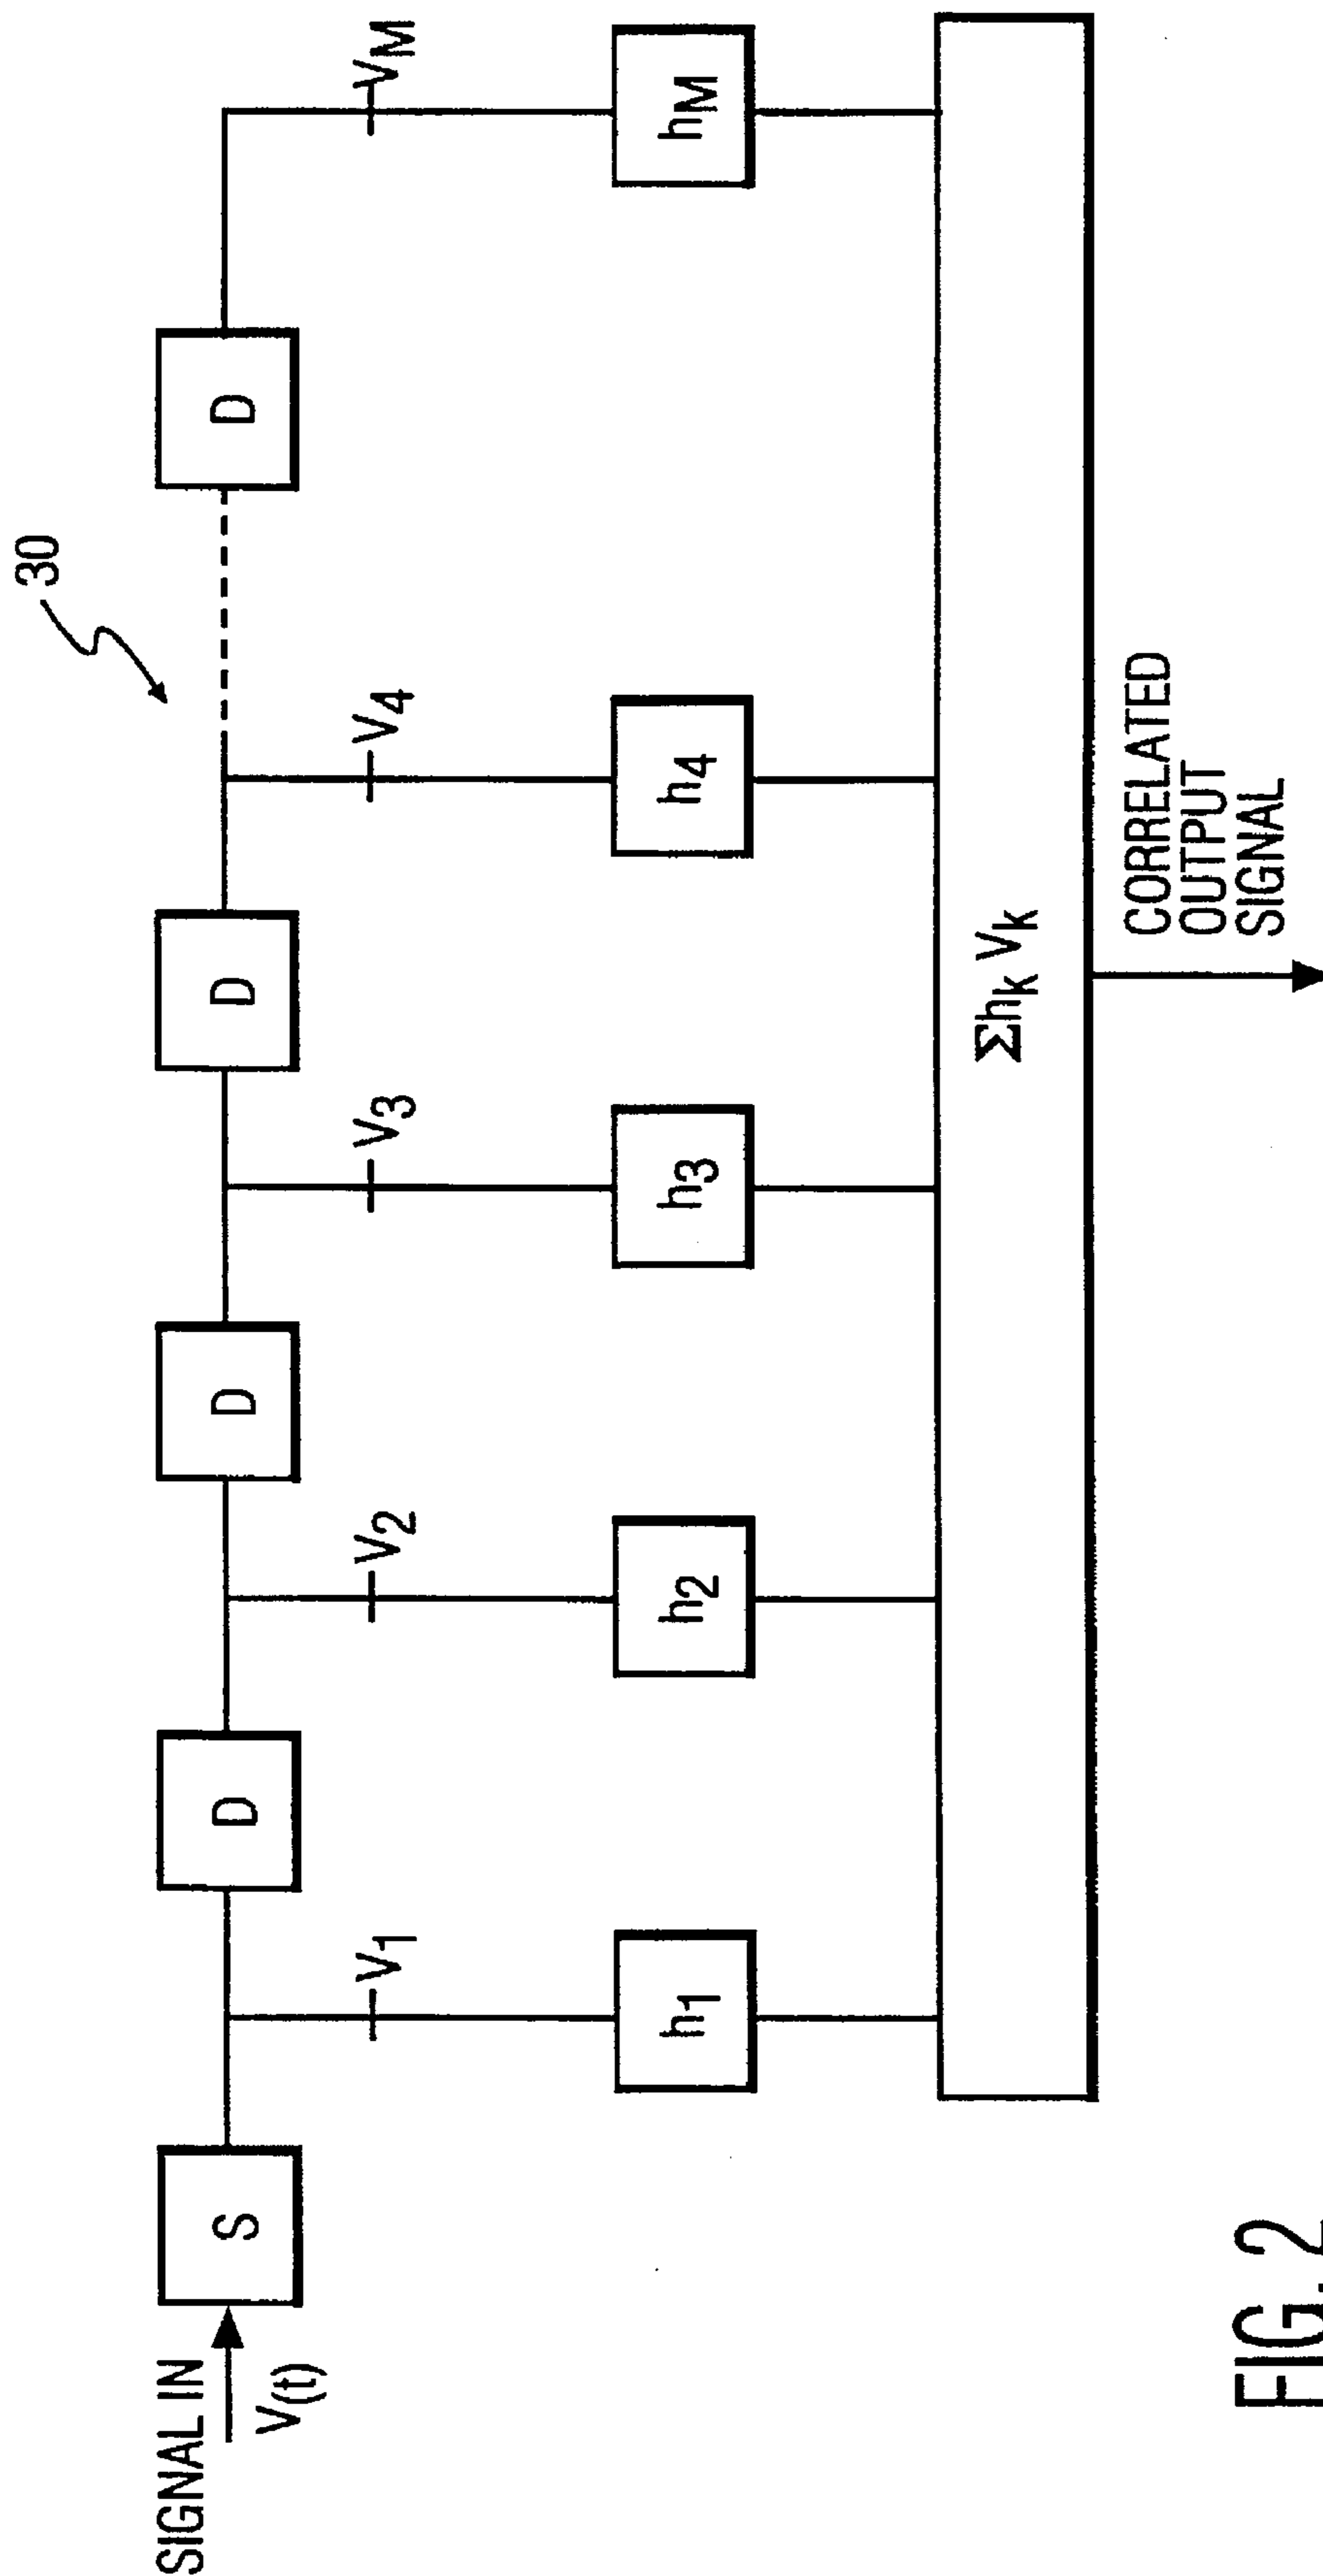 30
SIGNAL IN
V(t)
S
D
D
D
D
V1
V2
V3
V4
VM
h1
h2
h3
h4
hM
Σhk Vk
CORRELATED
OUTPUT
SIGNAL
FIG. 2